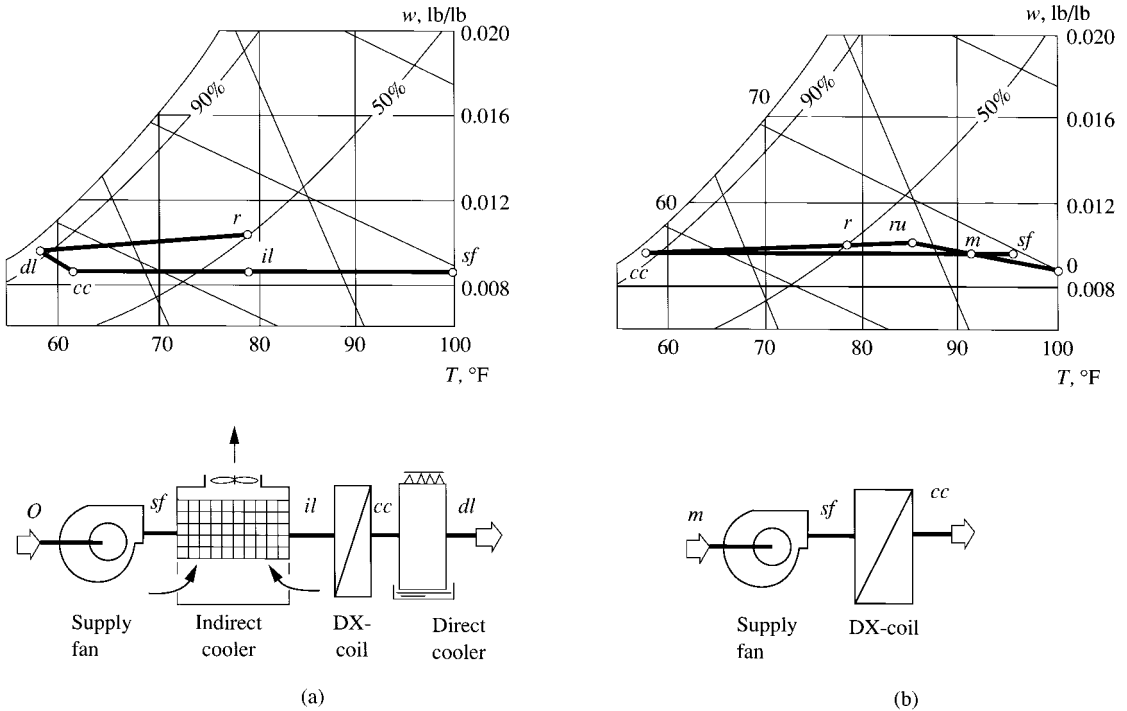 w, lb/lb
0.020
90%
50%
0.016
0.012
r
il
sf
dl
cc
0.008
60
70
80
90
100
T, °F
O
sf
il
cc
dl
Supply
fan
Indirect
cooler
DX-
coil
Direct
cooler
(a)
w, lb/lb
0.020
70
90%
50%
0.016
60
0.012
r
ru
m
sf
cc
0
0.008
60
70
80
90
100
T, °F
m
sf
cc
Supply
fan
DX-coil
(b)